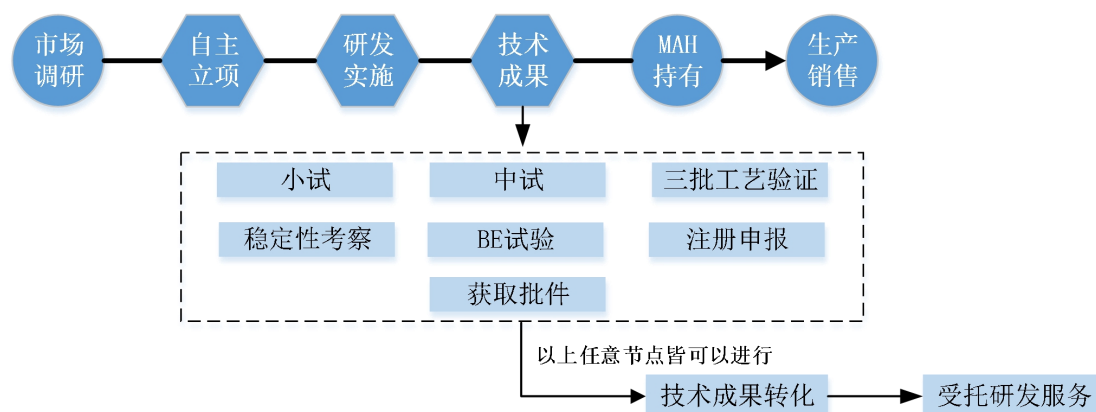 市场
调研
自主
立项
研发
实施
技术
成果
MAH
持有
生产
销售
小试
中试
三批工艺验证
稳定性考察
BE试验
注册申报
获取批件
以上任意节点皆可以进行
技术成果转化
受托研发服务